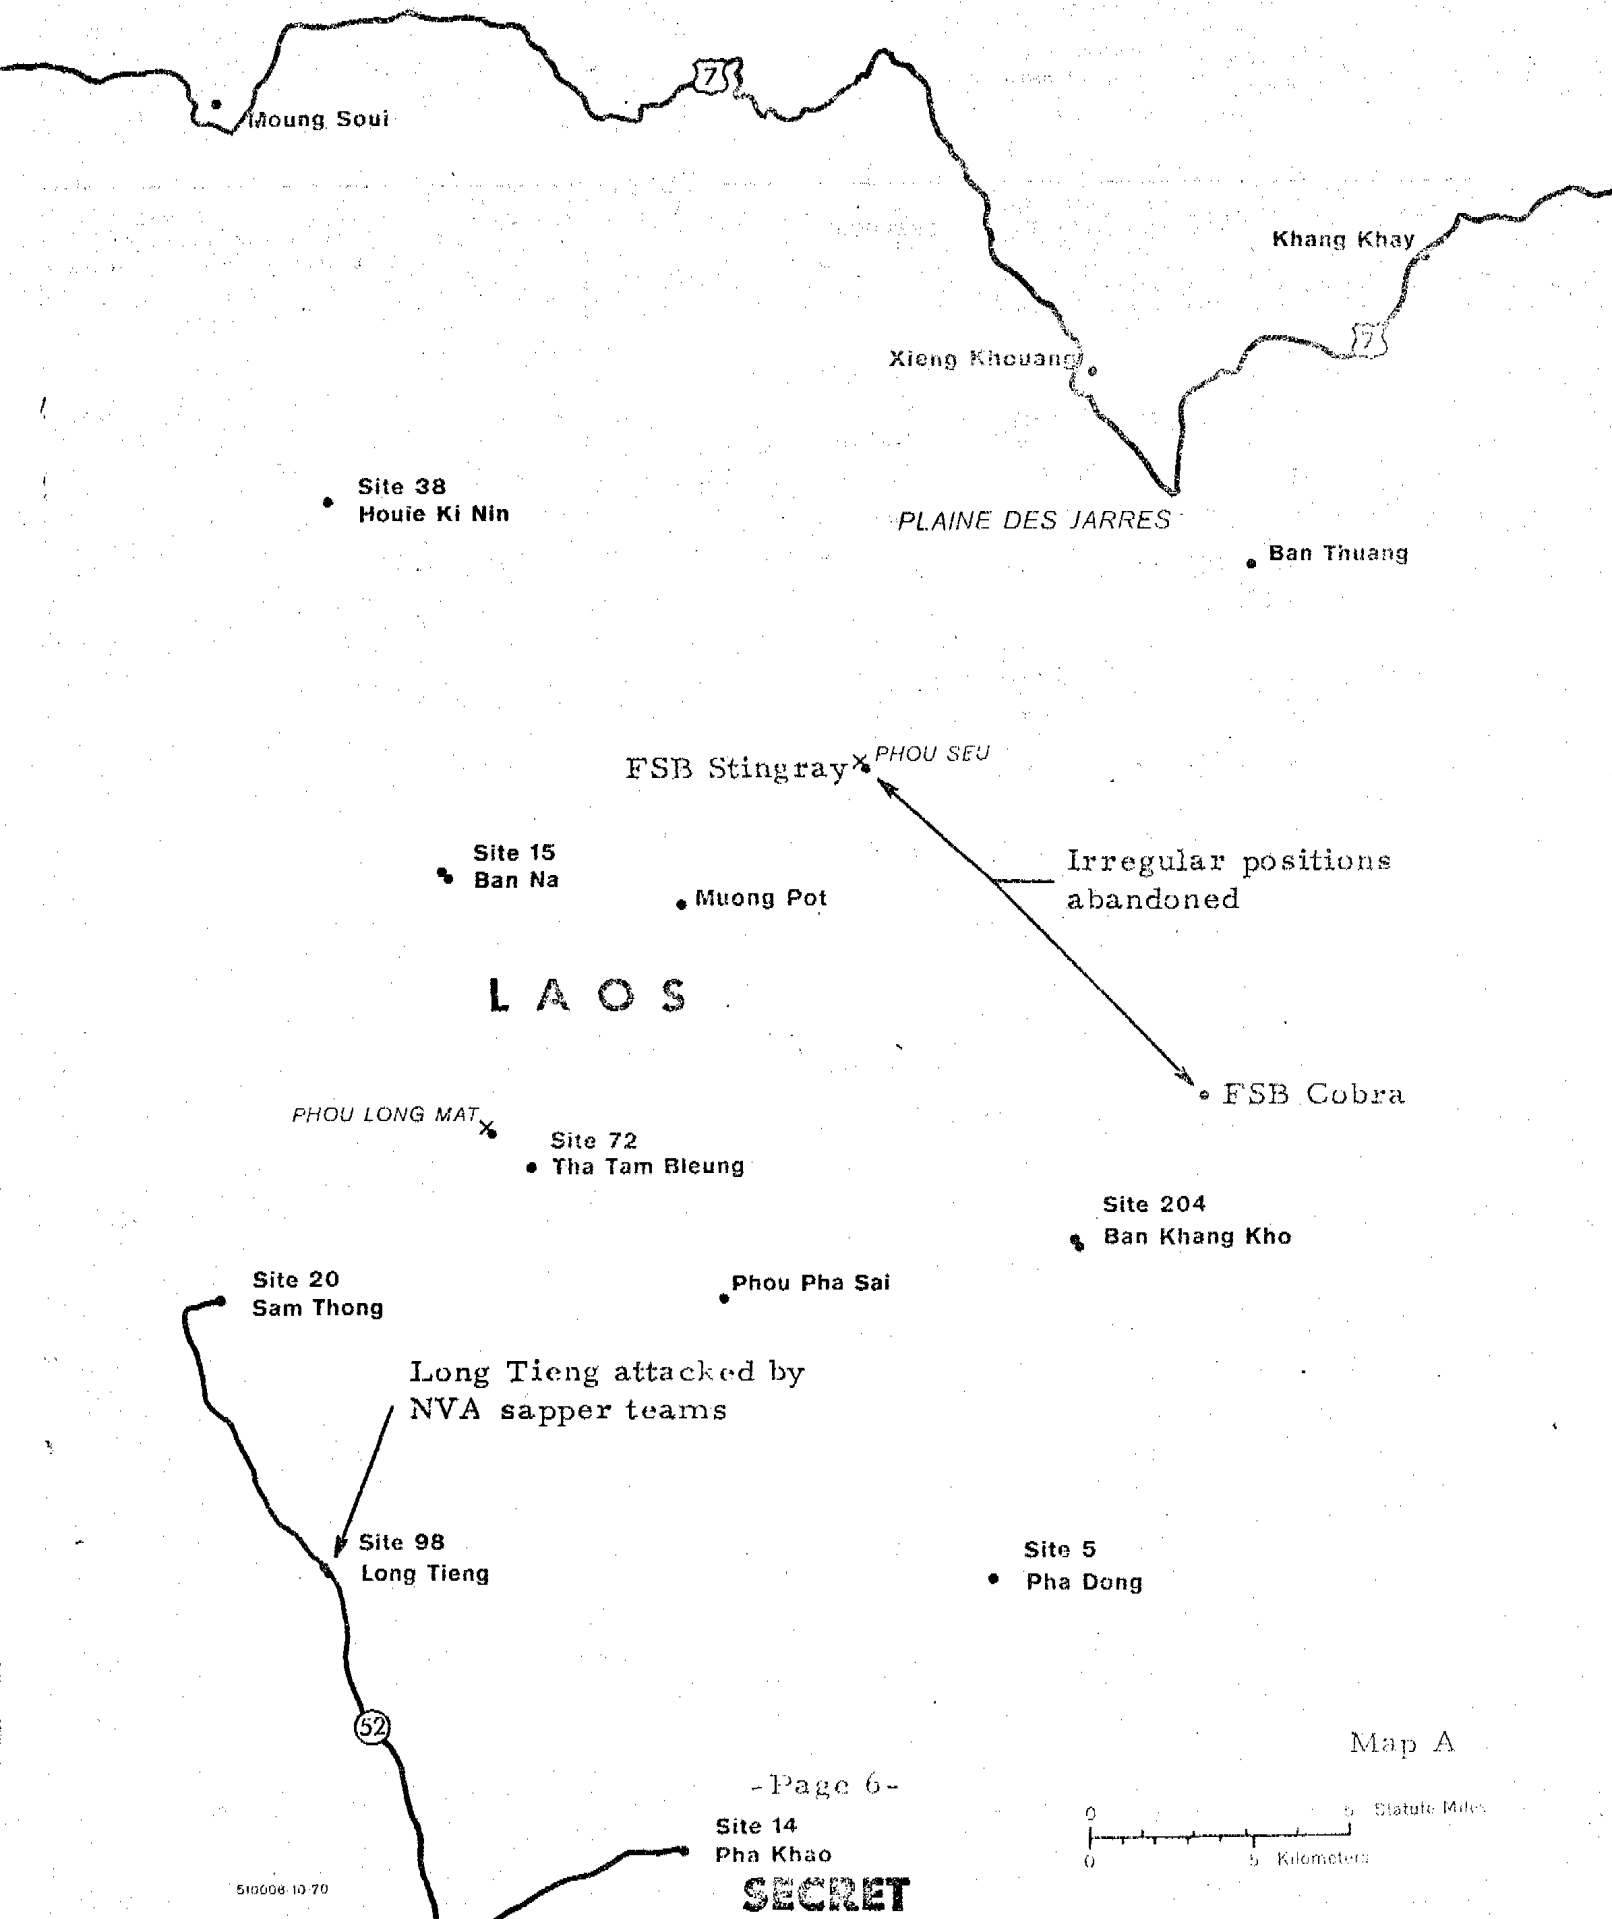 7
Moung Soui
Khang Khay
7
Xieng Khouang
Site 38
Houie Ki Nin
PLAINE DES JARRES
Ban Thuang
FSB Stingray
PHOU SEU
Irregular positions
abandoned
Site 15
Ban Na
Muong Pot
LAOS
FSB Cobra
PHOU LONG MAT
Site 72
Tha Tam Bleung
Site 204
Ban Khang Kho
Site 20
Sam Thong
Phou Pha Sai
Long Tieng attacked by
NVA sapper teams
Site 98
Long Tieng
Site 5
Pha Dong
52
Map A
-Page 6-
0 5 Statute Miles
0 5 Kilometers
Site 14
Pha Khao
510006 10-70
SECRET